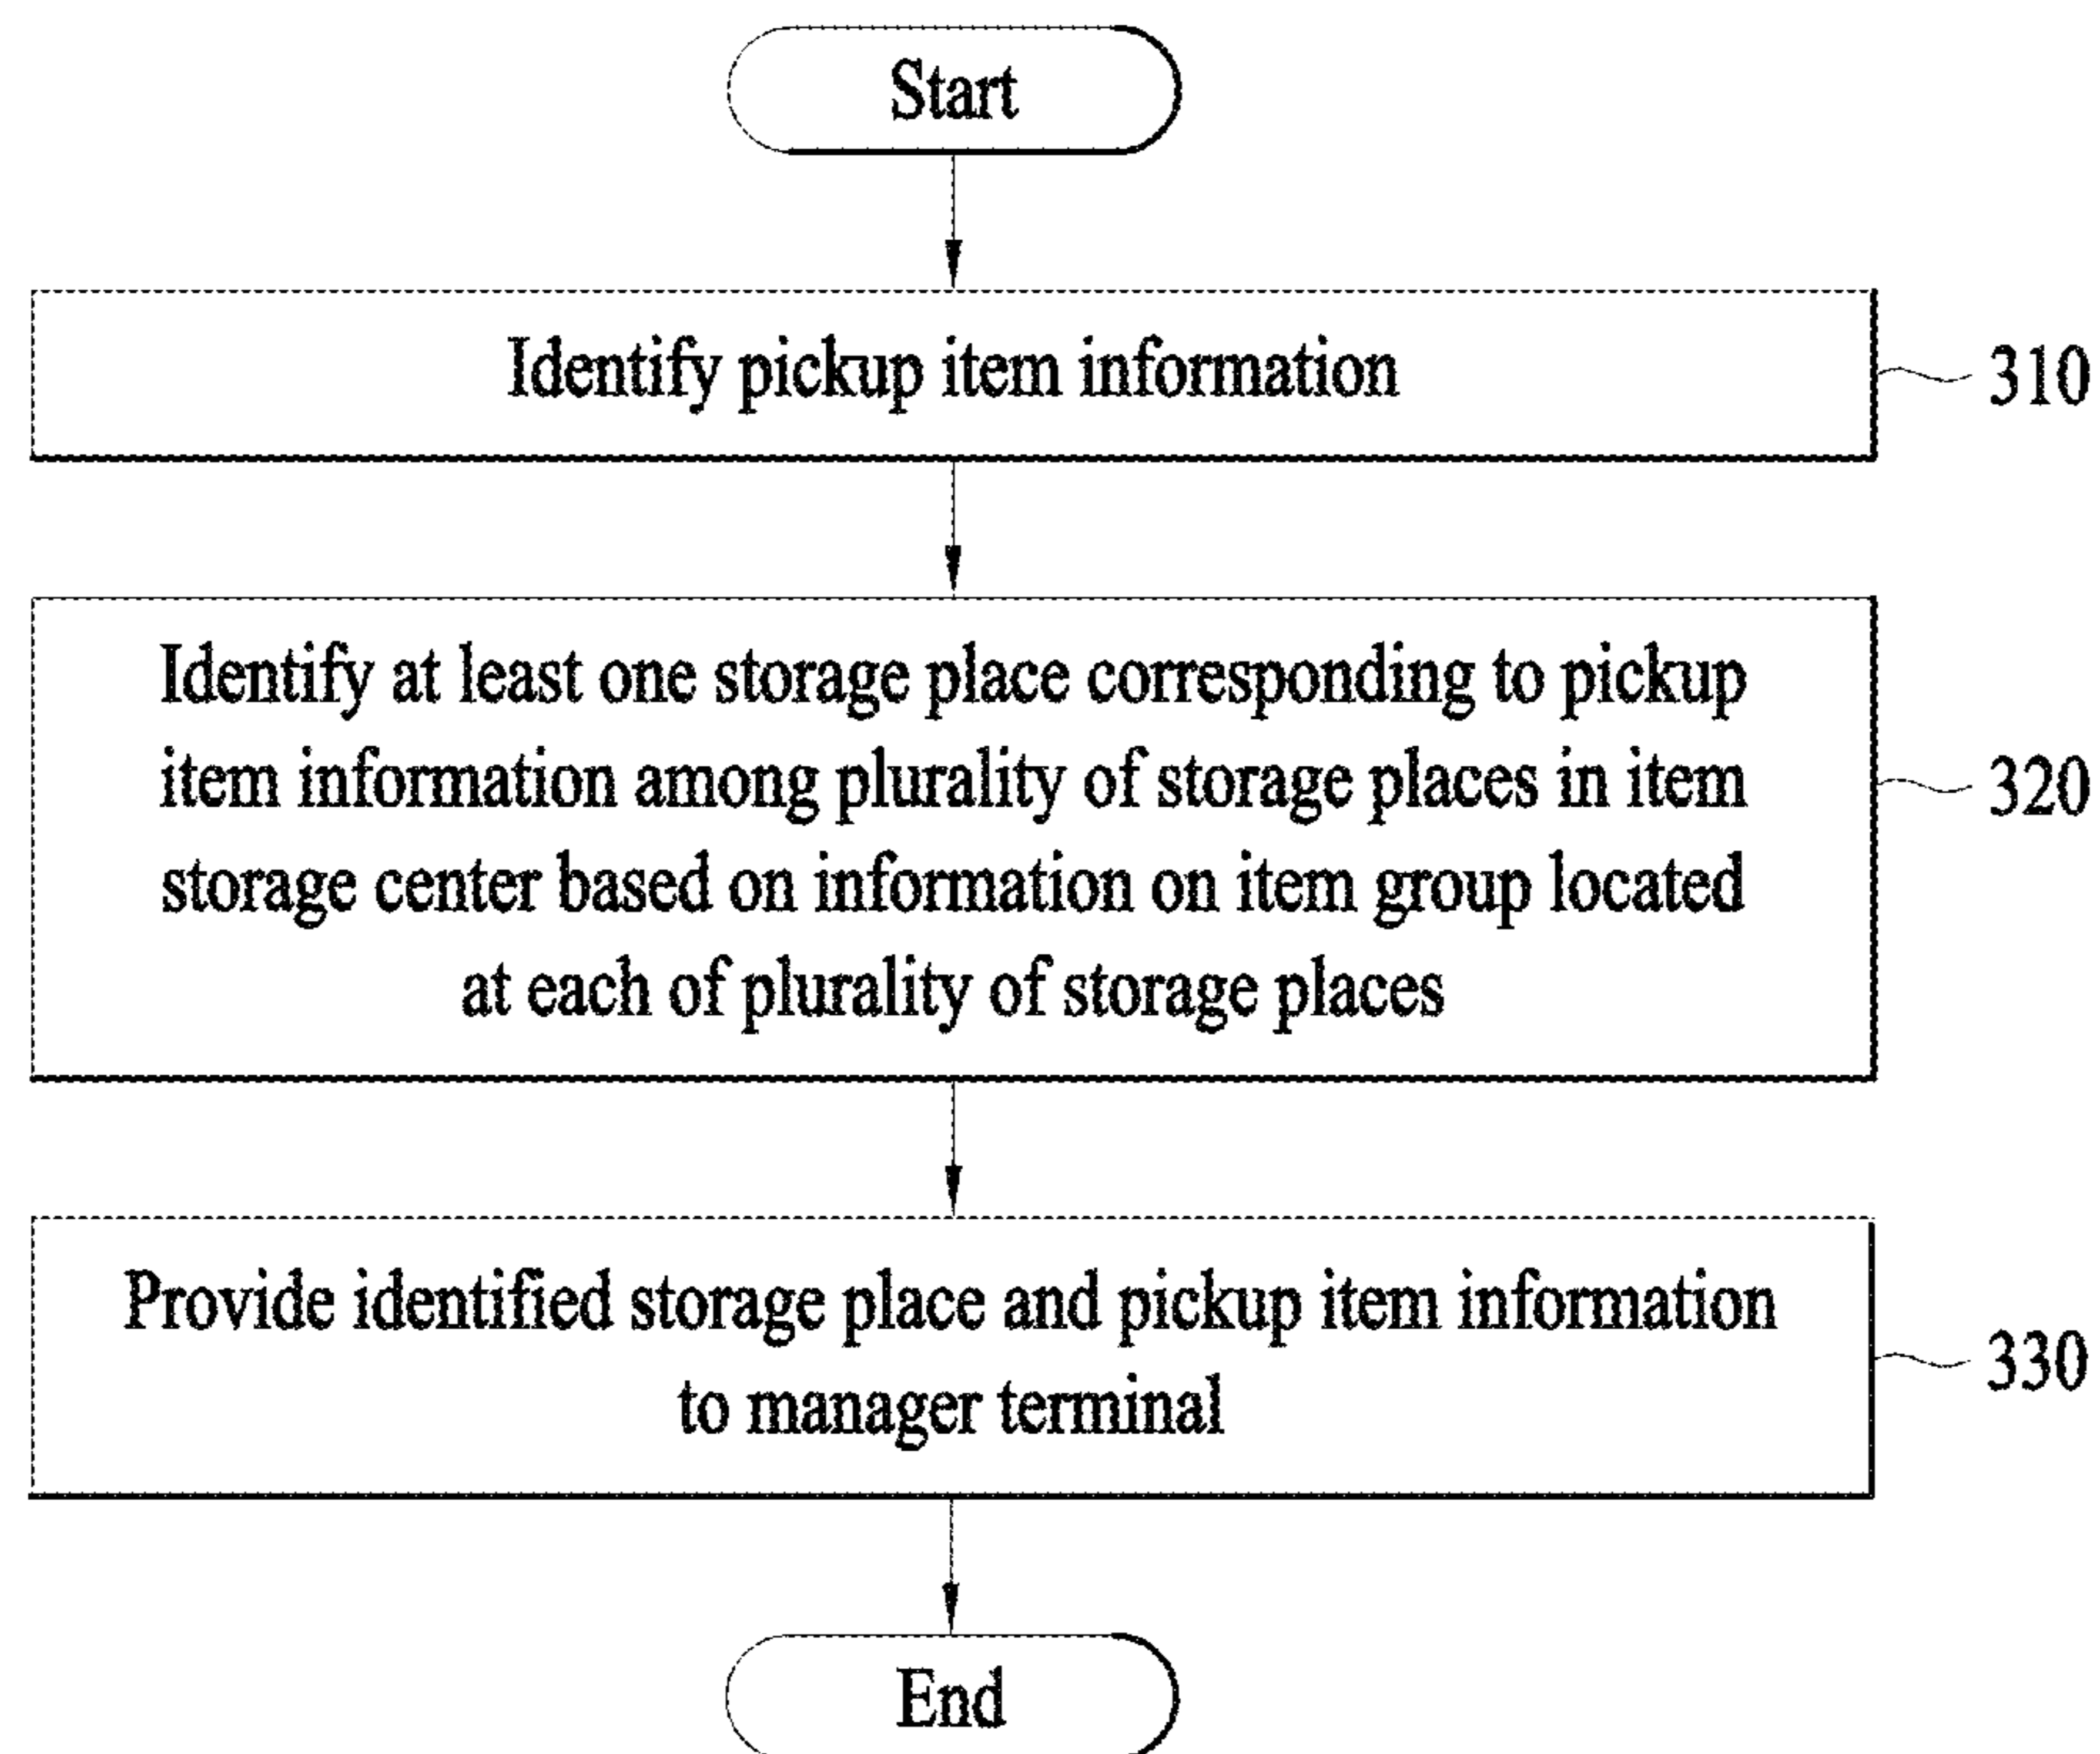 Start
Identify pickup item information
310
Identify at least one storage place corresponding to pickup
item information among plurality of storage places in item
storage center based on information on item group located
at each of plurality of storage places
320
Provide identified storage place and pickup item information
to manager terminal
330
End